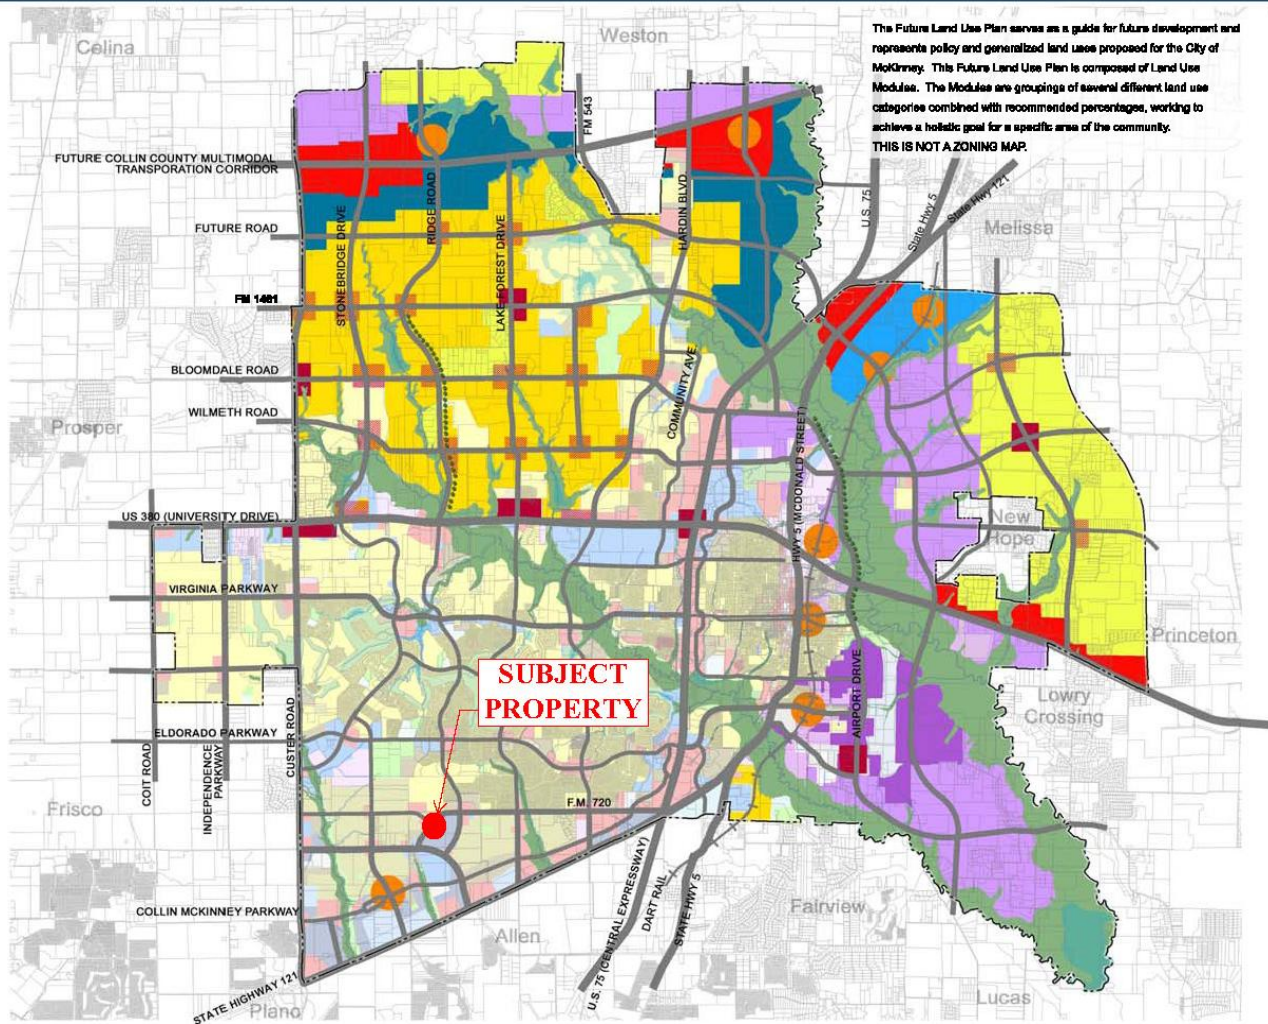 The Future Land Use Plan serves as a guide for future development and
represents policy and generalized land uses proposed for the City of
McKinney. This Future Land Use Plan is composed of Land Use
Modules. The Modules are groupings of several different land use
categories combined with recommended percentages, working to
achieve a holistic goal for a specific area of the community.
THIS IS NOT A ZONING MAP.
Celina
Weston
FM 543
FUTURE COLLIN COUNTY MULTIMODAL
TRANSPORATION CORRIDOR
RIDGE ROAD
HARDIN BLVD
U.S. 75
State Hwy 5
State Hwy 121
Melissa
FUTURE ROAD
STONEBRIDGE DRIVE
LAKE FOREST DRIVE
FM 1461
BLOOMDALE ROAD
COMMUNITY AVE
WILMETH ROAD
Prosper
HWY 5 (MCDONALD STREET)
US 380 (UNIVERSITY DRIVE)
New
Hope
VIRGINIA PARKWAY
Princeton
SUBJECT
PROPERTY
AIRPORT DRIVE
Lowry
Crossing
ELDORADO PARKWAY
CUSTER ROAD
COIT ROAD
INDEPENDENCE
PARKWAY
Frisco
F.M. 720
COLLIN MCKINNEY PARKWAY
U.S. 75 (CENTRAL EXPRESSWAY)
DART RAIL
STATE HWY 5
Fairview
Allen
STATE HIGHWAY 121
Plano
Lucas